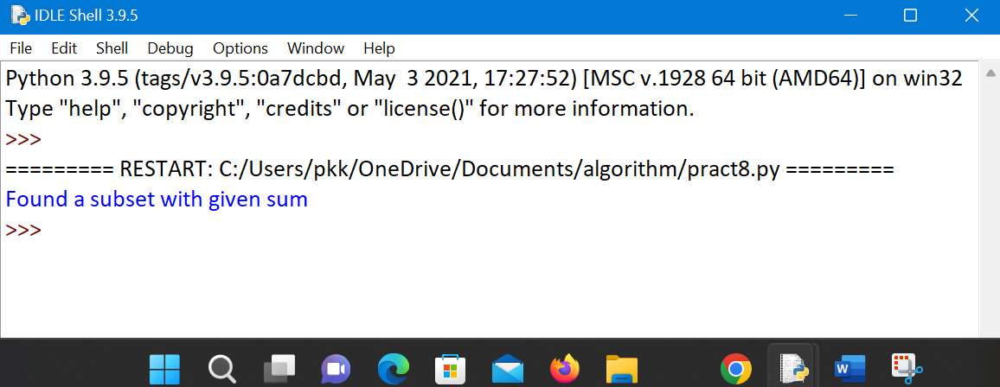 IDLE Shell 3.9.5
File Edit Shell Debug Options Window Help
Python 3.9.5 (tags/v3.9.5:0a7dcbd, May  3 2021, 17:27:52) [MSC v.1928 64 bit (AMD64)] on win32
Type "help", "copyright", "credits" or "license()" for more information.
>>>
========= RESTART: C:/Users/pkk/OneDrive/Documents/algorithm/pract8.py =========
Found a subset with given sum
>>>
W